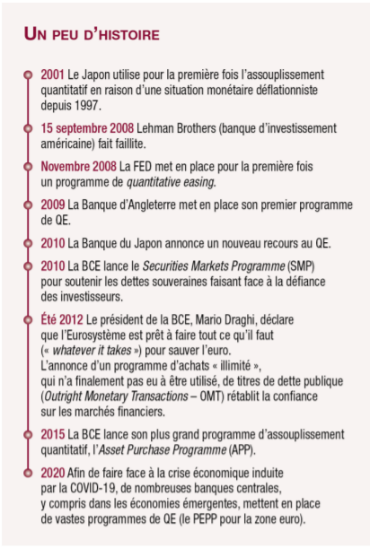 UN PEU D'HISTOIRE
2001 Le Japon utilise pour la première fois l'assouplissement
quantitatif en raison d'une situation monétaire déflationniste
depuis 1997.
15 septembre 2008 Lehman Brothers (banque d'investissement
américaine) fait faillite.
Novembre 2008 La FED met en place pour la première fois
un programme de quantitative easing.
2009 La Banque d'Angleterre met en place son premier programme
de QE.
2010 La Banque du Japon annonce un nouveau recours au QE.
2010 La BCE lance le Securities Markets Programme (SMP)
pour soutenir les dettes souveraines faisant face à la défiance
des investisseurs.
Été 2012 Le président de la BCE, Mario Draghi, déclare
que l'Eurosystème est prêt à faire tout ce qu'il faut
(« whatever it takes ») pour sauver l'euro.
L'annonce d'un programme d'achats « illimité »,
qui n'a finalement pas eu à être utilisé, de titres de dette publique
(Outright Monetary Transactions – OMT) rétablit la confiance
sur les marchés financiers.
2015 La BCE lance son plus grand programme d'assouplissement
quantitatif, l'Asset Purchase Programme (APP).
2020 Afin de faire face à la crise économique induite
par la COVID-19, de nombreuses banques centrales,
y compris dans les économies émergentes, mettent en place
de vastes programmes de QE (le PEPP pour la zone euro).